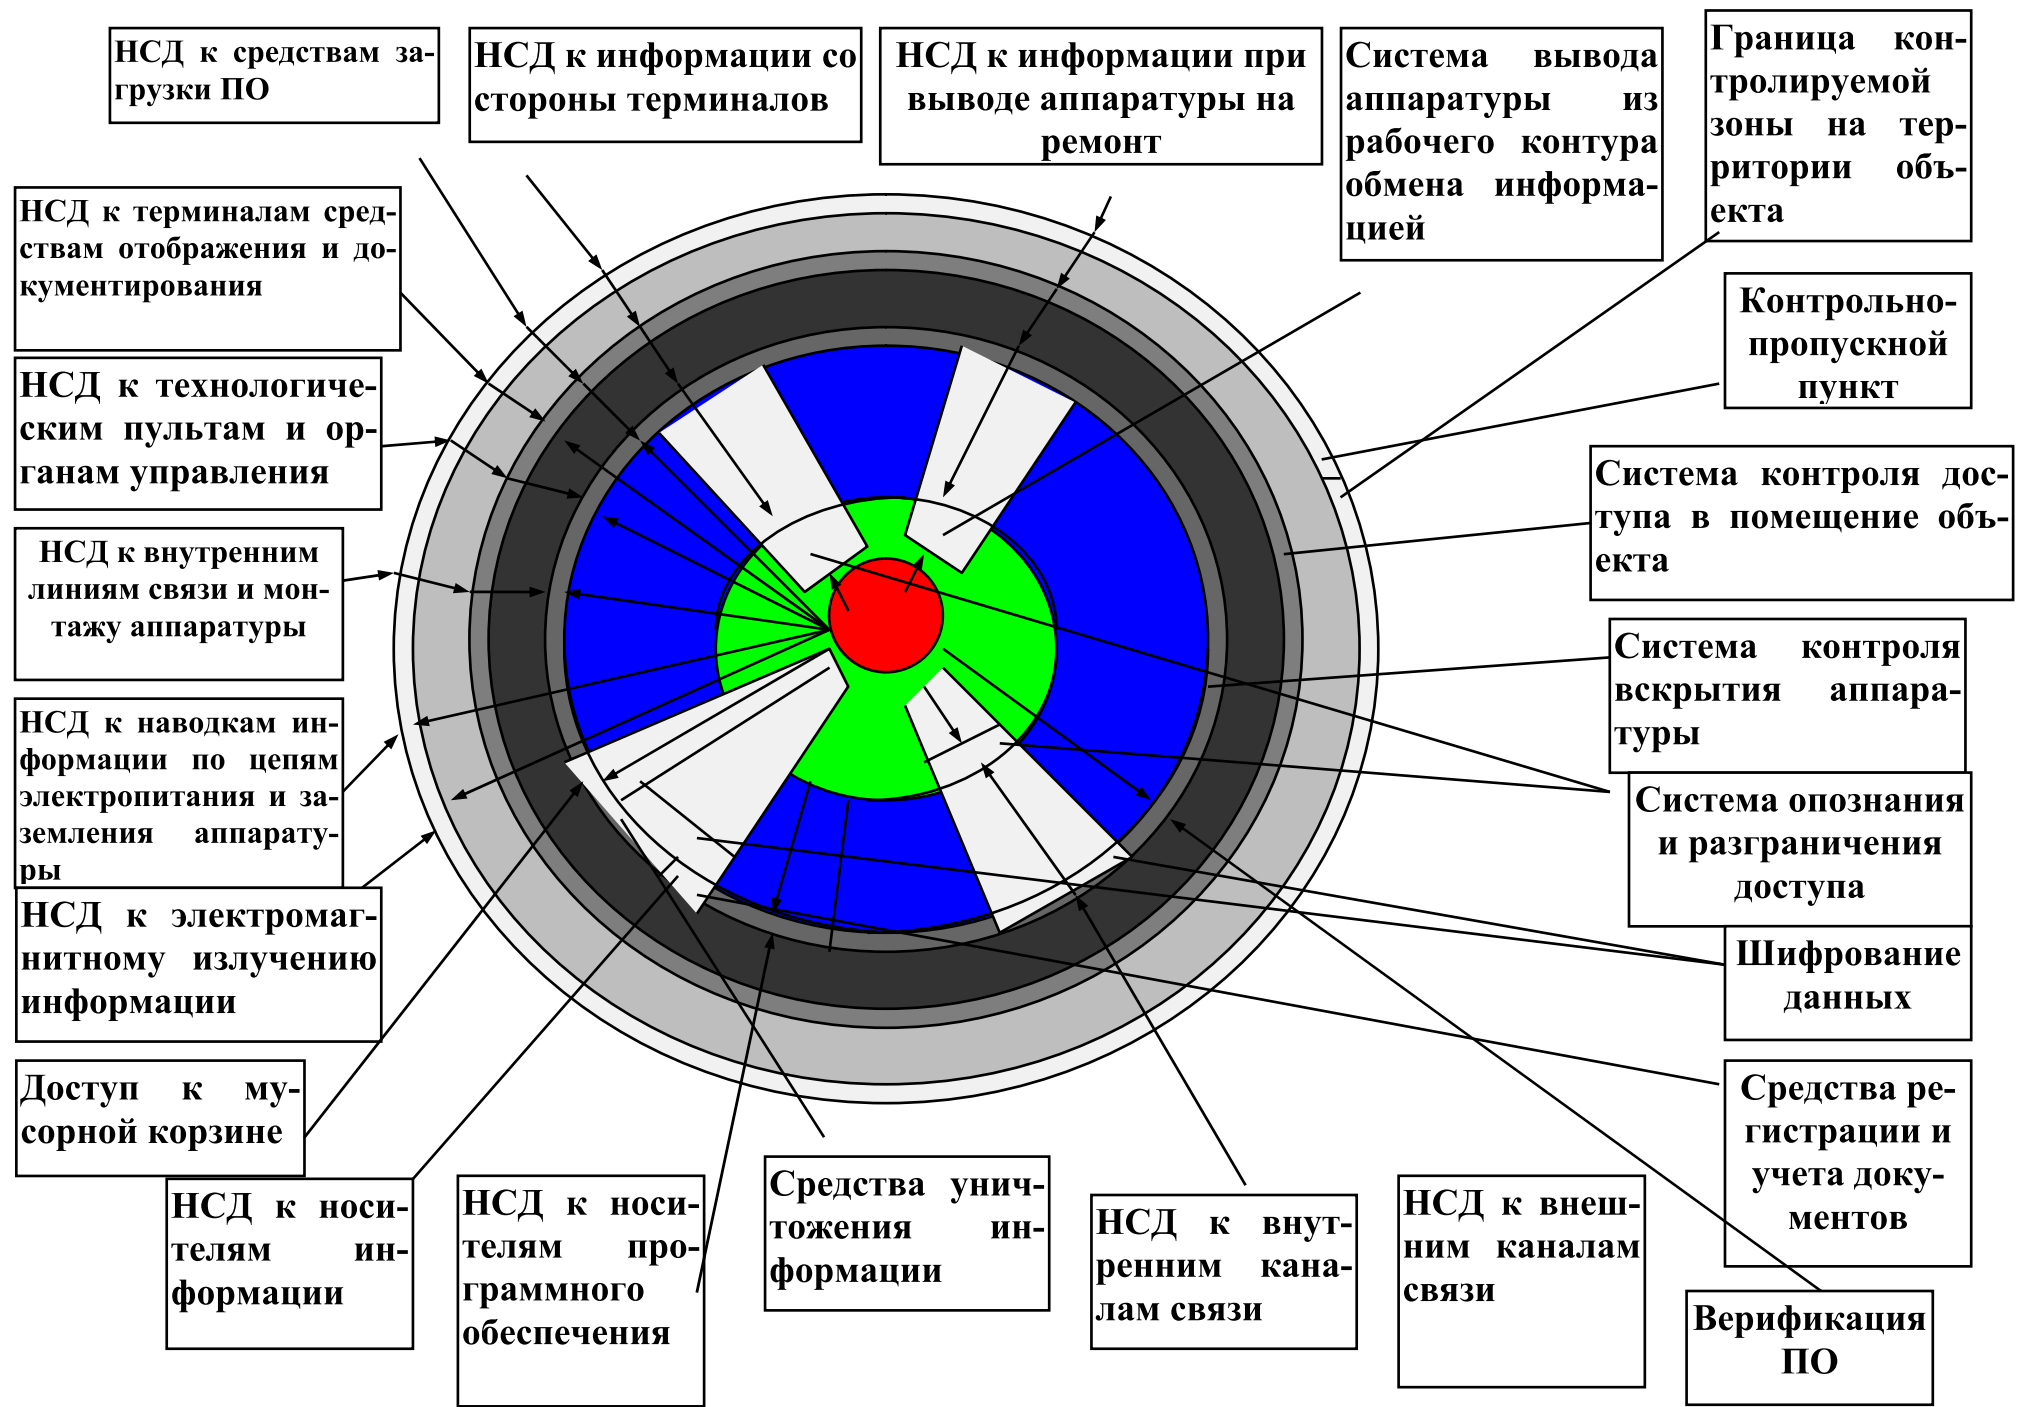 НСД к средствам за-
грузки ПО
НСД к информации со
стороны терминалов
НСД к информации при
выводе аппаратуры на
ремонт
Система вывода
аппаратуры из
рабочего контура
обмена информа-
цией
Граница кон-
тролируемой
зоны на тер-
ритории объ-
екта
НСД к терминалам сред-
ствам отображения и до-
кументирования
Контрольно-
пропускной
пункт
НСД к технологиче-
ским пультам и ор-
ганам управления
Система контроля дос-
тупа в помещение объ-
екта
НСД к внутренним
линиям связи и мон-
тажу аппаратуры
Система контроля
вскрытия аппара-
туры
НСД к наводкам ин-
формации по цепям
электропитания и за-
земления аппарату-
ры
Система опознания
и разграничения
доступа
НСД к электромаг-
нитному излучению
информации
Шифрование
данных
Доступ к му-
сорной корзине
Средства ре-
гистрации и
учета доку-
ментов
НСД к носи-
телям ин-
формации
НСД к носи-
телям про-
граммного
обеспечения
Средства унич-
тожения ин-
формации
НСД к внут-
ренним кана-
лам связи
НСД к внеш-
ним каналам
связи
Верификация
ПО